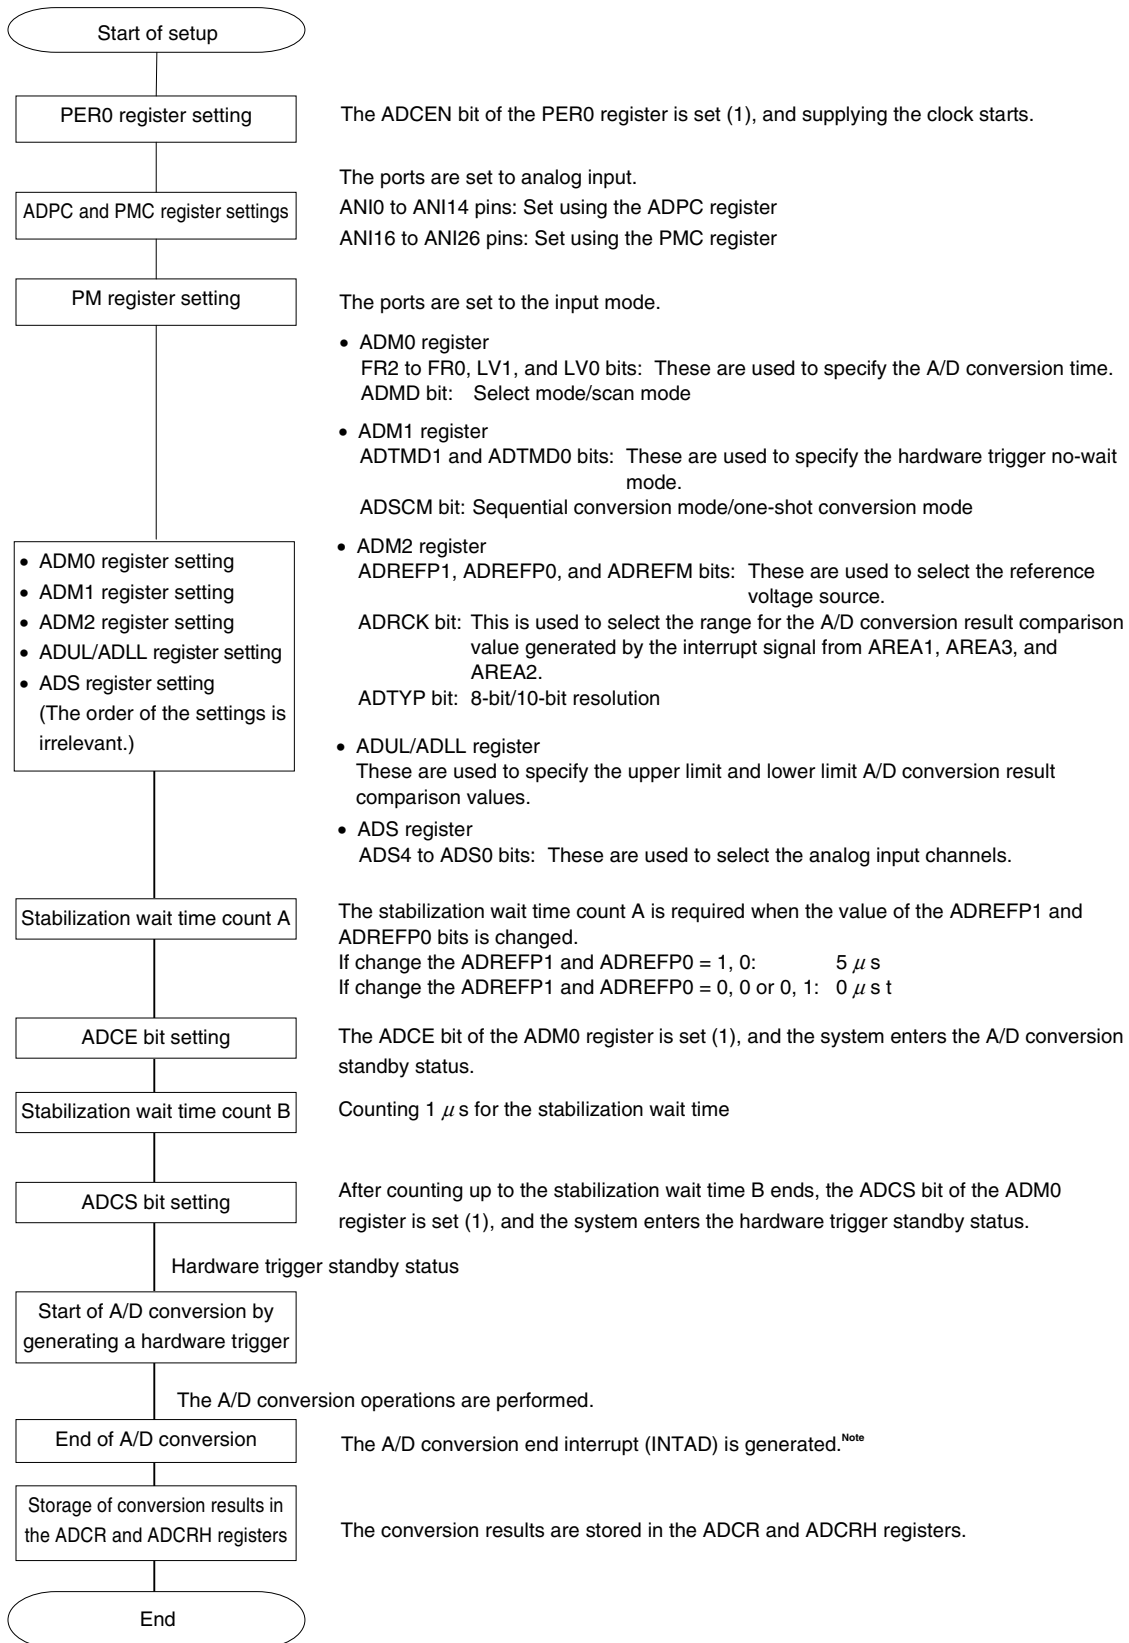 Start of setup
PER0 register setting
The ADCEN bit of the PER0 register is set (1), and supplying the clock starts.
ADPC and PMC register settings
The ports are set to analog input.
ANI0 to ANI14 pins: Set using the ADPC register
ANI16 to ANI26 pins: Set using the PMC register
PM register setting
The ports are set to the input mode.
• ADM0 register
FR2 to FR0, LV1, and LV0 bits: These are used to specify the A/D conversion time.
ADMD bit: Select mode/scan mode
• ADM1 register
ADTMD1 and ADTMD0 bits: These are used to specify the hardware trigger no-wait
mode.
ADSCM bit: Sequential conversion mode/one-shot conversion mode
• ADM0 register setting
• ADM1 register setting
• ADM2 register setting
• ADUL/ADLL register setting
• ADS register setting
(The order of the settings is
irrelevant.)
• ADM2 register
ADREFP1, ADREFP0, and ADREFM bits: These are used to select the reference
voltage source.
ADRCK bit: This is used to select the range for the A/D conversion result comparison
value generated by the interrupt signal from AREA1, AREA3, and
AREA2.
ADTYP bit: 8-bit/10-bit resolution
• ADUL/ADLL register
These are used to specify the upper limit and lower limit A/D conversion result
comparison values.
• ADS register
ADS4 to ADS0 bits: These are used to select the analog input channels.
Stabilization wait time count A
The stabilization wait time count A is required when the value of the ADREFP1 and
ADREFP0 bits is changed.
If change the ADREFP1 and ADREFP0 = 1, 0: 5 μ s
If change the ADREFP1 and ADREFP0 = 0, 0 or 0, 1: 0 μ s t
ADCE bit setting
The ADCE bit of the ADM0 register is set (1), and the system enters the A/D conversion
standby status.
Stabilization wait time count B
Counting 1 μ s for the stabilization wait time
ADCS bit setting
After counting up to the stabilization wait time B ends, the ADCS bit of the ADM0
register is set (1), and the system enters the hardware trigger standby status.
Hardware trigger standby status
Start of A/D conversion by
generating a hardware trigger
The A/D conversion operations are performed.
End of A/D conversion
The A/D conversion end interrupt (INTAD) is generated.Note
Storage of conversion results in
the ADCR and ADCRH registers
The conversion results are stored in the ADCR and ADCRH registers.
End